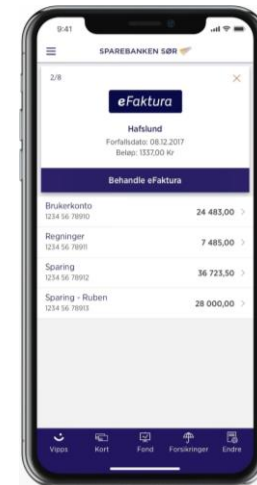 9:41
SPAREBANKEN SØR
2/8
eFaktura
Hafslund
Forfallsdato: 08.12.2017
Beløp: 1337,00 Kr
Behandle eFaktura
Brukerkonto 24 483,00
1234 56 78910
Regninger 7 485,00
1234 56 78911
Sparing 36 723,50
1234 56 78912
Sparing - Ruben 28 000,00
1234 56 78913
Vipps Kort Fond Forsikringer Endre